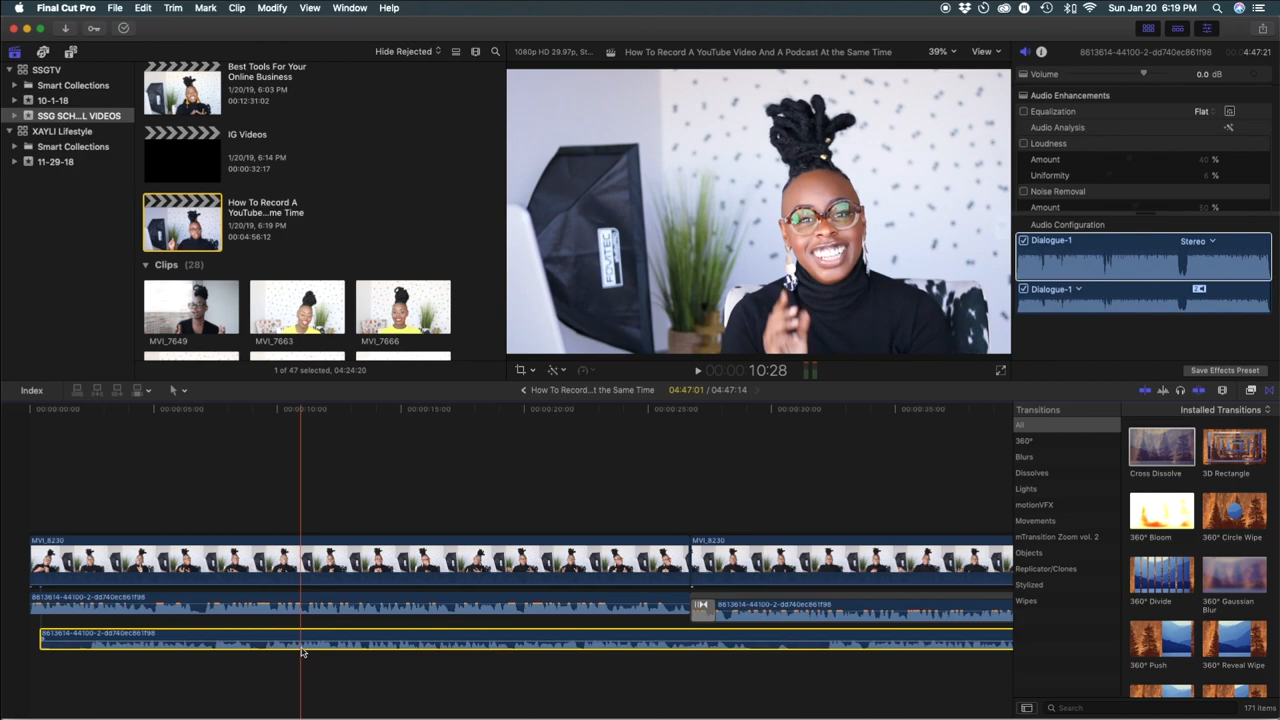 Final Cut Pro File Edit Trim Mark Clip Modify View Window Help
Sun Jan 20 6:19 PM
Hide Rejected
1080p HD 29.97p, St...
How To Record A YouTube Video And A Podcast At the Same Time
39%
View
8613614-44100-2-dd740ec861f98
4:47:21
SSGTV
Smart Collections
10-1-18
SSG SCH...L VIDEOS
XAYLI Lifestyle
Smart Collections
11-29-18
Best Tools For Your
Online Business
1/20/19, 6:03 PM
00:12:31:02
IG Videos
1/20/19, 6:14 PM
00:00:32:17
How To Record A
YouTube...me Time
1/20/19, 6:19 PM
00:04:56:12
Clips (28)
MVI_7649
MVI_7663
MVI_7666
1 of 47 selected, 04:24:20
FOVITEC
00:00:10:28
Volume 0.0 dB
Audio Enhancements
Equalization Flat
Audio Analysis
Loudness
Amount 40 %
Uniformity 6 %
Noise Removal
Amount 50 %
Audio Configuration
Dialogue-1 Stereo
Dialogue-1
Save Effects Preset
Index
How To Record...t the Same Time
04:47:01 / 04:47:14
00:00:00:00 00:00:05:00 00:00:10:00 00:00:15:00 00:00:20:00 00:00:25:00 00:00:30:00 00:00:35:00
MVI_8230
MVI_8230
8613614-44100-2-dd740ec861f98
8613614-44100-2-dd740ec861f98
8613614-44100-2-dd740ec861f98
Transitions
Installed Transitions
All
360°
Blurs
Dissolves
Lights
motionVFX
Movements
mTransition Zoom vol. 2
Objects
Replicator/Clones
Stylized
Wipes
Cross Dissolve
3D Rectangle
360° Bloom
360° Circle Wipe
360° Divide
360° Gaussian
Blur
360° Push
360° Reveal Wipe
Search
171 items